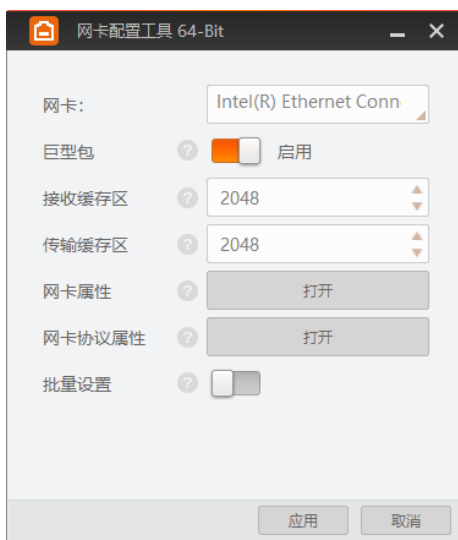 网卡配置工具 64-Bit
网卡:
Intel(R) Ethernet Conn
巨型包 ? 启用
接收缓存区 ? 2048
传输缓存区 ? 2048
网卡属性 ? 打开
网卡协议属性 ? 打开
批量设置 ?
应用 取消